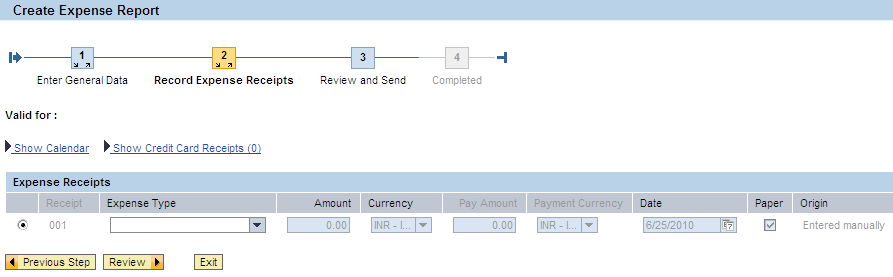 Create Expense Report
1 2 3 4
Enter General Data Record Expense Receipts Review and Send Completed
Valid for :
Show Calendar Show Credit Card Receipts (0)
Expense Receipts
Receipt Expense Type Amount Currency Pay Amount Payment Currency Date Paper Origin
001 0.00 INR - I... 0.00 INR - I... 6/25/2010 Entered manually
Previous Step Review Exit